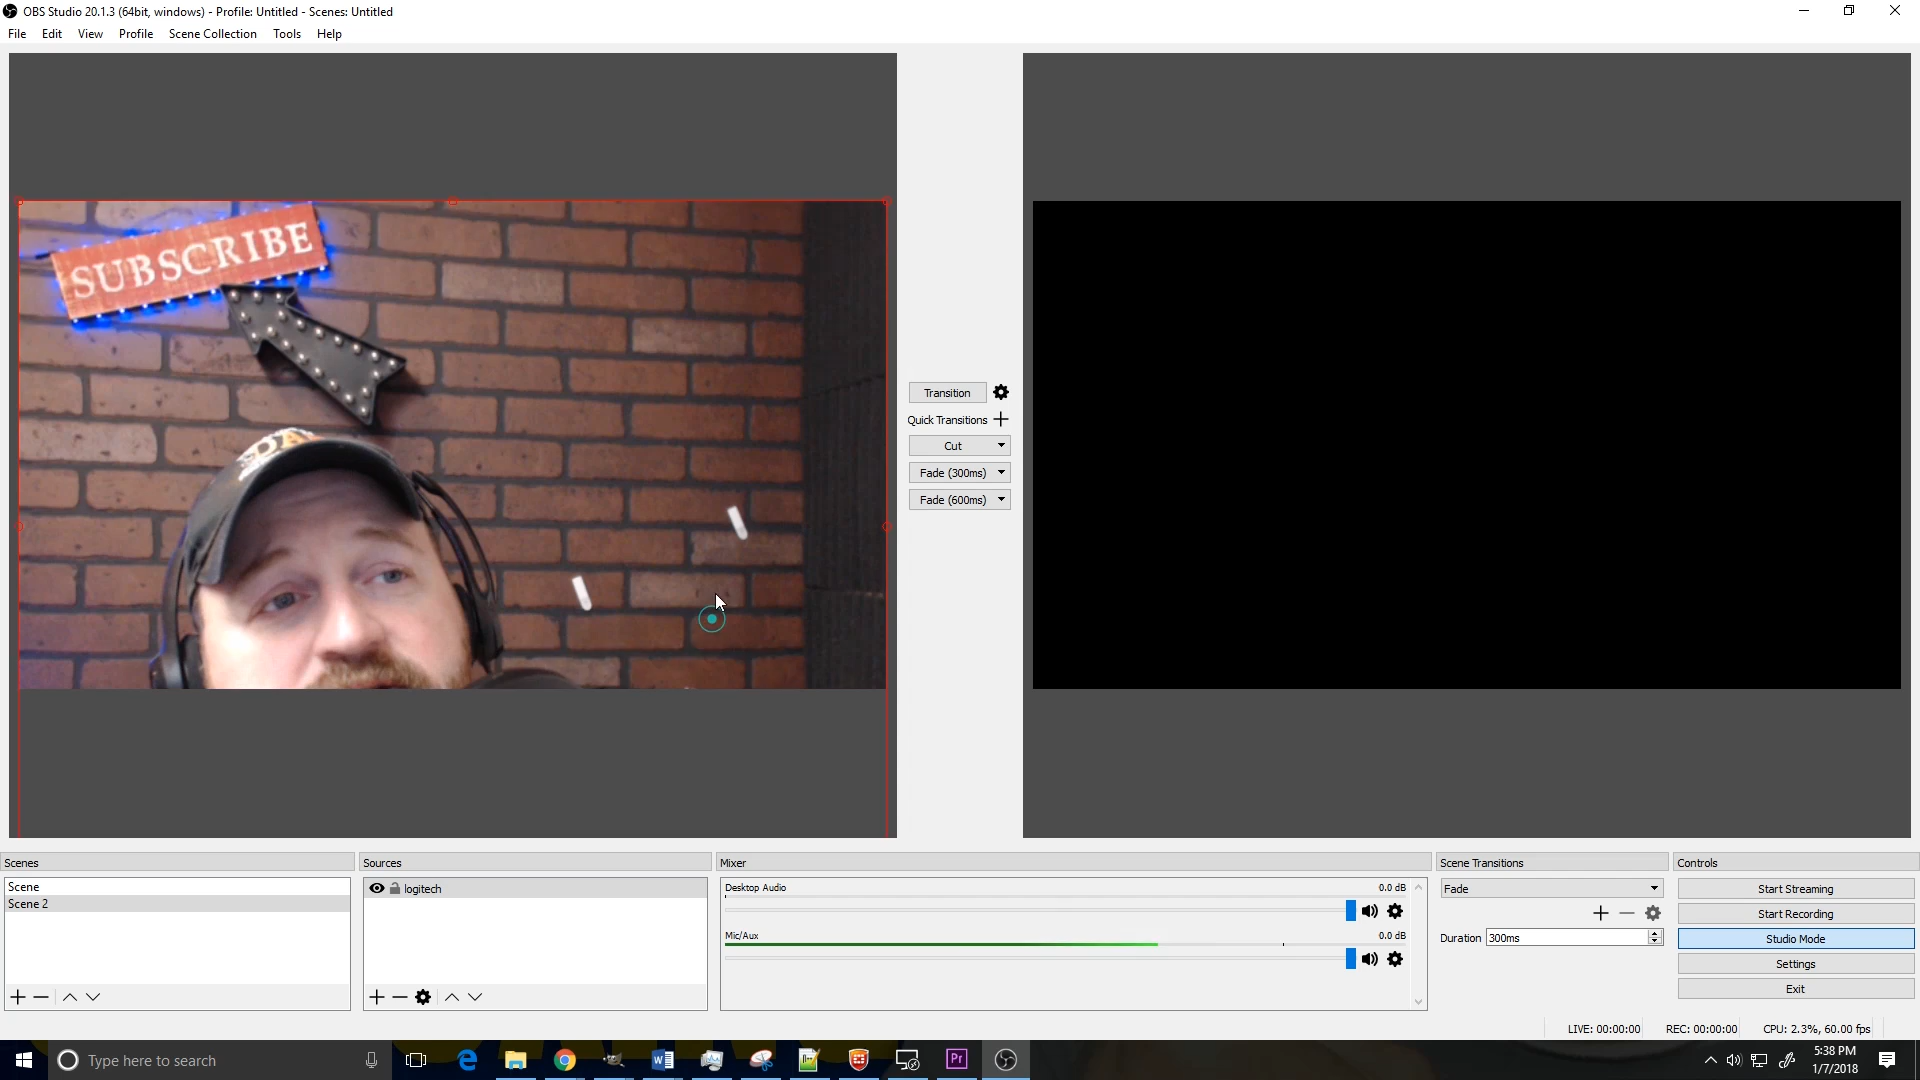 OBS Studio 20.1.3 (64bit, windows) - Profile: Untitled - Scenes: Untitled
File Edit View Profile Scene Collection Tools Help
SUBSCRIBE
Transition
Quick Transitions
Cut
Fade (300ms)
Fade (600ms)
Scenes
Scene
Scene 2
Sources
logitech
Mixer
Desktop Audio 0.0 dB
Mic/Aux 0.0 dB
Scene Transitions
Fade
Duration 300ms
Controls
Start Streaming
Start Recording
Studio Mode
Settings
Exit
LIVE: 00:00:00 REC: 00:00:00 CPU: 2.3%, 60.00 fps
Type here to search
Pr
5:38 PM
1/7/2018